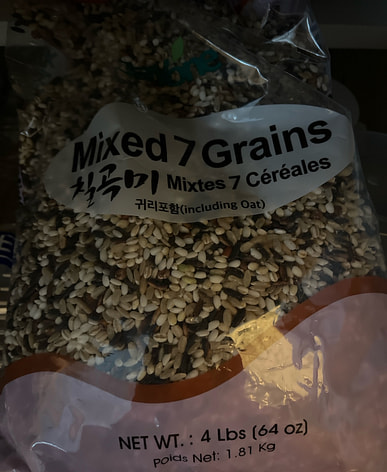 Mixed 7 Grains
칠곡미 Mixtes 7 Céréales
귀리포함(including Oat)
NET WT. : 4 Lbs (64 oz)
Poids Net: 1.81 Kg